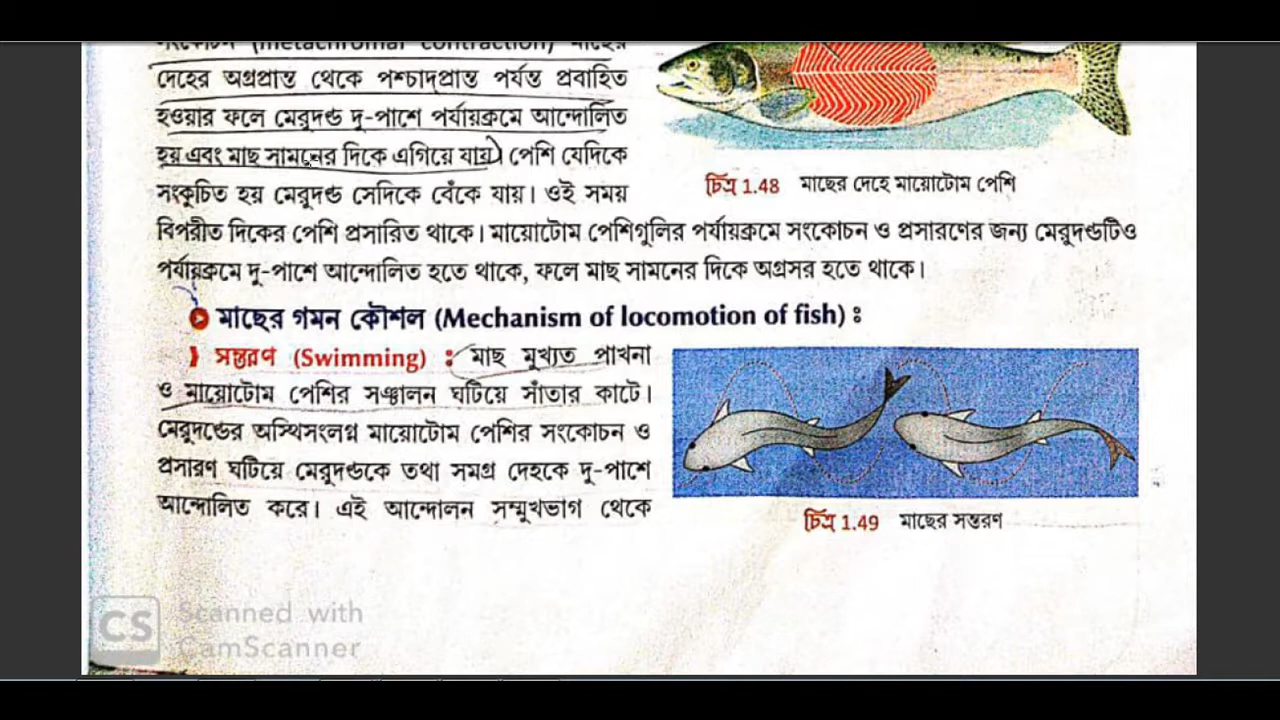 সংকোচন (metachromal contraction) মাছের
দেহের অগ্রপ্রান্ত থেকে পশ্চাদ্‌প্রান্ত পর্যন্ত প্রবাহিত
হওয়ার ফলে মেরুদণ্ড দু-পাশে পর্যায়ক্রমে আন্দোলিত
হয় এবং মাছ সামনের দিকে এগিয়ে যায়) পেশি যেদিকে
সংকুচিত হয় মেরুদণ্ড সেদিকে বেঁকে যায়। ওই সময়
চিত্র 1.48 মাছের দেহে মায়োটোম পেশি
বিপরীত দিকের পেশি প্রসারিত থাকে। মায়োটোম পেশিগুলির পর্যায়ক্রমে সংকোচন ও প্রসারণের জন্য মেরুদণ্ডটিও
পর্যায়ক্রমে দু-পাশে আন্দোলিত হতে থাকে, ফলে মাছ সামনের দিকে অগ্রসর হতে থাকে।
মাছের গমন কৌশল (Mechanism of locomotion of fish) :
সন্তরণ (Swimming) : মাছ মুখ্যত পাখনা
ও মায়োটোম পেশির সঞ্চালন ঘটিয়ে সাঁতার কাটে।
মেরুদণ্ডের অস্থিসংলগ্ন মায়োটোম পেশির সংকোচন ও
প্রসারণ ঘটিয়ে মেরুদণ্ডকে তথা সমগ্র দেহকে দু-পাশে
আন্দোলিত করে। এই আন্দোলন সম্মুখভাগ থেকে
চিত্র 1.49 মাছের সন্তরণ
CS Scanned with
CamScanner